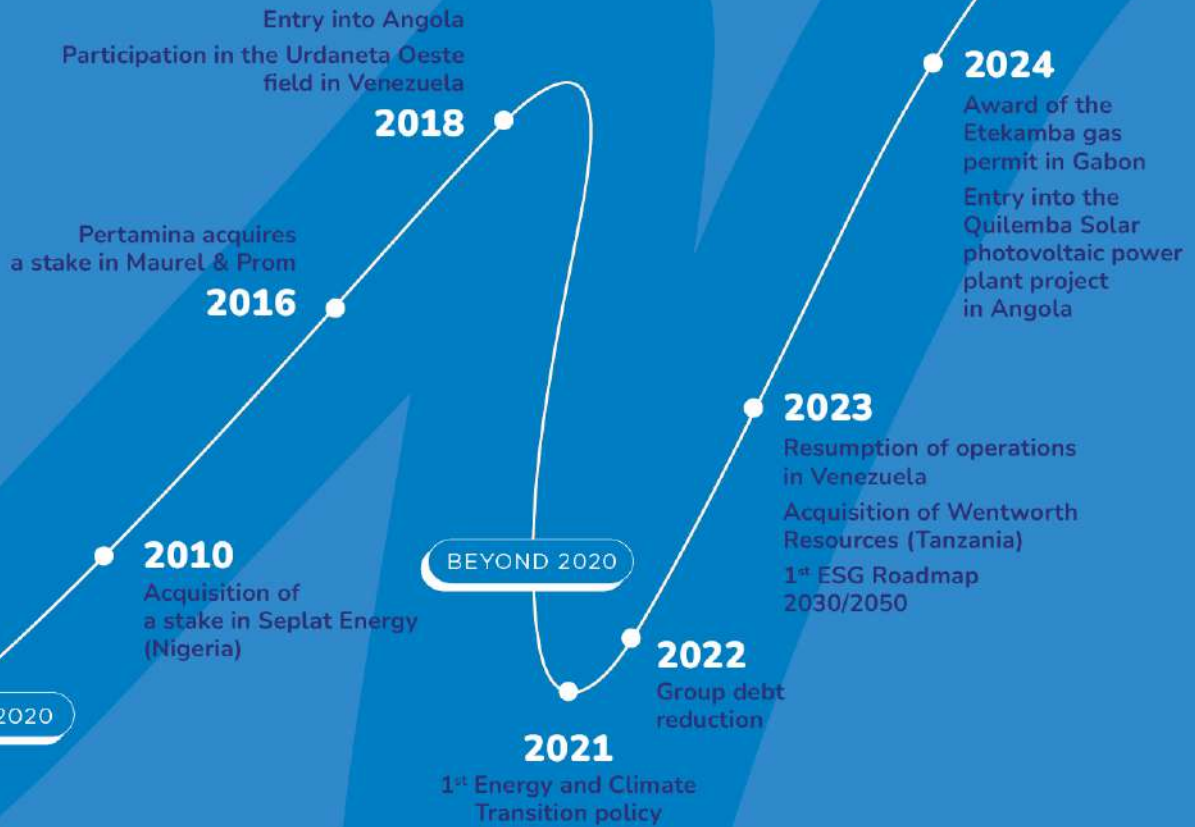 Entry into Angola
Participation in the Urdaneta Oeste
field in Venezuela
2018
Pertamina acquires
a stake in Maurel & Prom
2016
2010
Acquisition of
a stake in Seplat Energy
(Nigeria)
2020
BEYOND 2020
2021
1st Energy and Climate
Transition policy
2022
Group debt
reduction
2023
Resumption of operations
in Venezuela
Acquisition of Wentworth
Resources (Tanzania)
1st ESG Roadmap
2030/2050
2024
Award of the
Etekamba gas
permit in Gabon
Entry into the
Quilemba Solar
photovoltaic power
plant project
in Angola